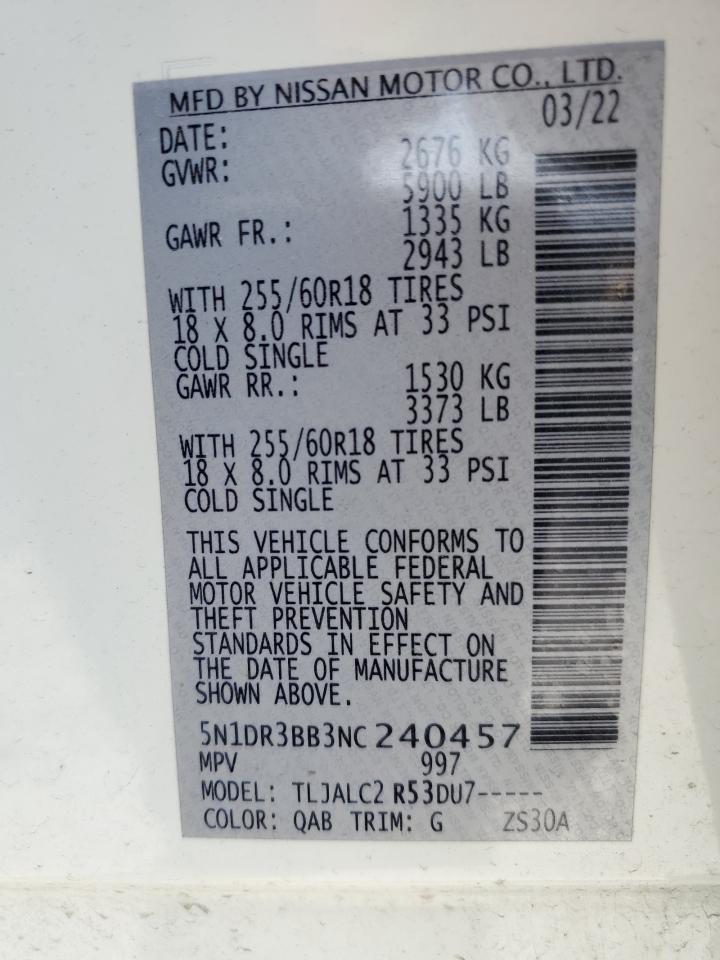 MFD BY NISSAN MOTOR CO., LTD.
DATE: 03/22
GVWR: 2676 KG
5900 LB
GAWR FR.: 1335 KG
2943 LB
WITH 255/60R18 TIRES
18 X 8.0 RIMS AT 33 PSI
COLD SINGLE
GAWR RR.: 1530 KG
3373 LB
WITH 255/60R18 TIRES
18 X 8.0 RIMS AT 33 PSI
COLD SINGLE
THIS VEHICLE CONFORMS TO
ALL APPLICABLE FEDERAL
MOTOR VEHICLE SAFETY AND
THEFT PREVENTION
STANDARDS IN EFFECT ON
THE DATE OF MANUFACTURE
SHOWN ABOVE.
5N1DR3BB3NC240457
MPV 997
MODEL: TLJALC2 R53DU7-----
COLOR: QAB TRIM: G ZS30A